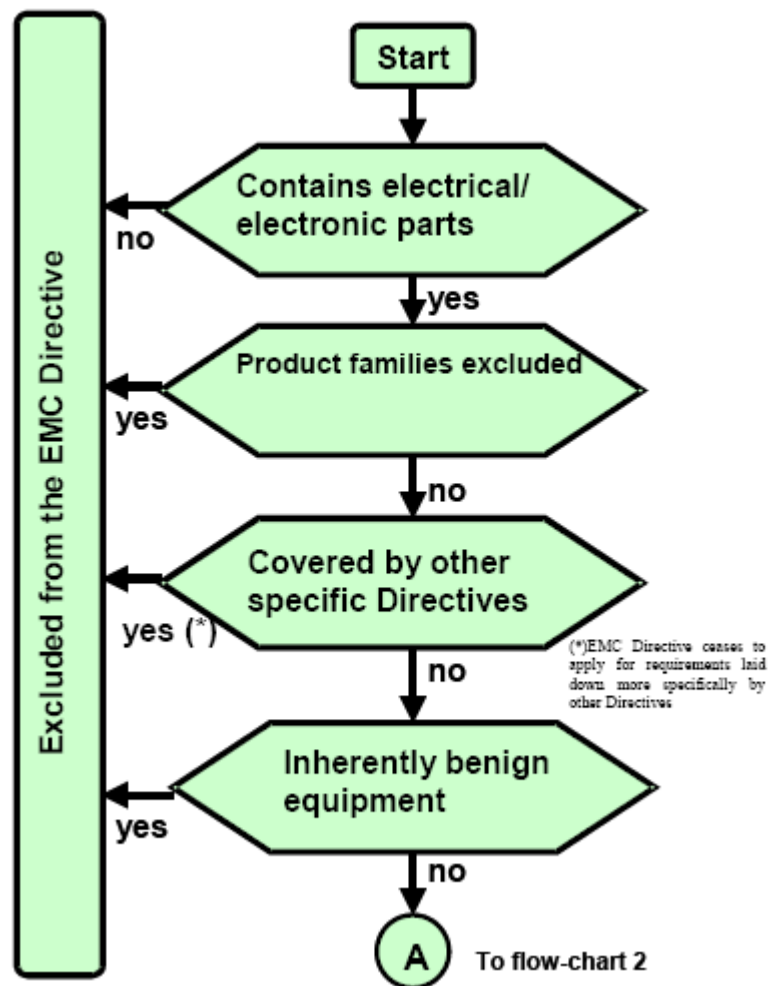 Start
Contains electrical/
electronic parts
no
yes
Product families excluded
yes
no
Covered by other
specific Directives
yes (*)
(*)EMC Directive ceases to
apply for requirements laid
down more specifically by
other Directives
no
Inherently benign
equipment
yes
no
A
To flow-chart 2
Excluded from the EMC Directive